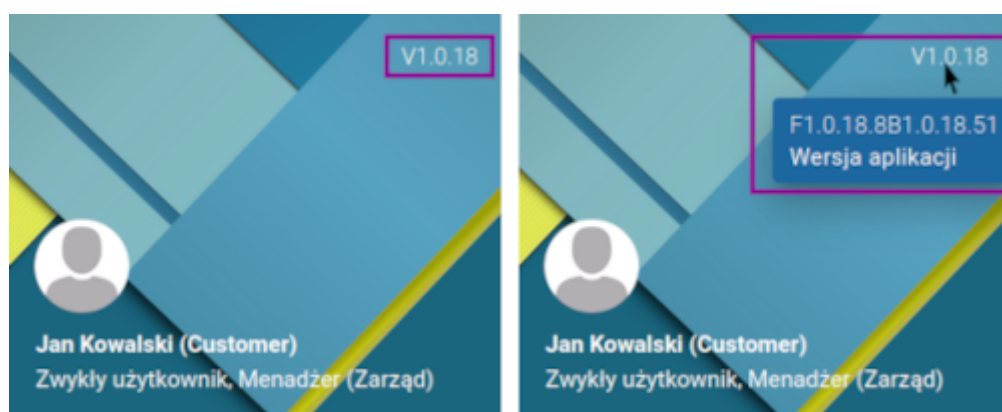 V1.0.18
Jan Kowalski (Customer)
Zwykły użytkownik, Menadżer (Zarząd)
V1.0.18
F1.0.18.8B1.0.18.51
Wersja aplikacji
Jan Kowalski (Customer)
Zwykły użytkownik, Menadżer (Zarząd)